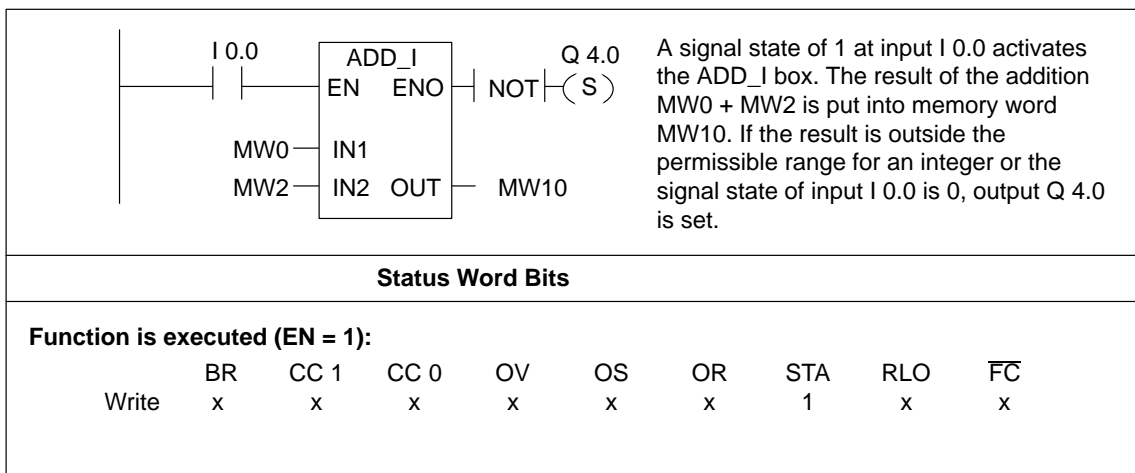 I 0.0
ADD_I
Q 4.0
EN ENO NOT S
MW0 IN1
MW2 IN2 OUT MW10
A signal state of 1 at input I 0.0 activates
the ADD_I box. The result of the addition
MW0 + MW2 is put into memory word
MW10. If the result is outside the
permissible range for an integer or the
signal state of input I 0.0 is 0, output Q 4.0
is set.
Status Word Bits
Function is executed (EN = 1):
BR CC 1 CC 0 OV OS OR STA RLO F̅C̅
Write x x x x x x 1 x x